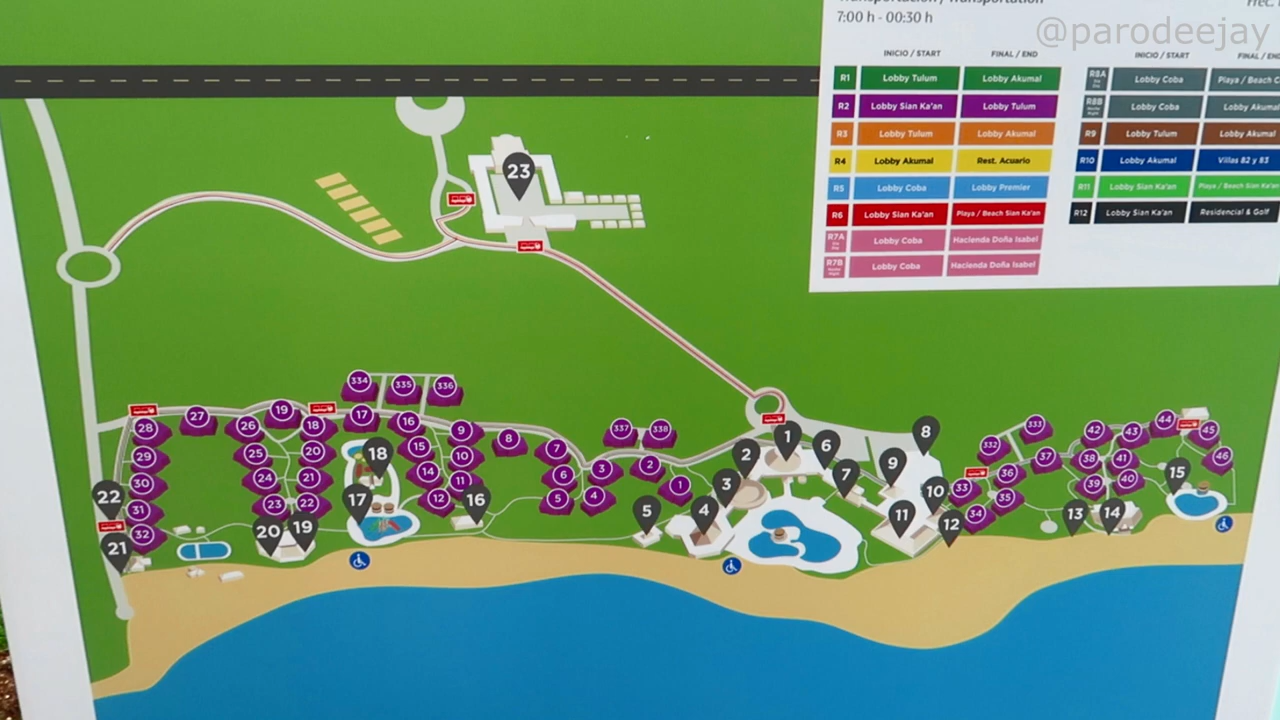 Transportación / Transportation
7:00 h - 00:30 h
@parodeejay
INICIO / START FINAL / END
R1 Lobby Tulum Lobby Akumal
R2 Lobby Sian Ka'an Lobby Tulum
R3 Lobby Tulum Lobby Akumal
R4 Lobby Akumal Rest. Acuario
R5 Lobby Coba Lobby Premier
R6 Lobby Sian Ka'an Playa / Beach Sian Ka'an
R7A Lobby Coba Hacienda Doña Isabel
R7B Lobby Coba Hacienda Doña Isabel
INICIO / START FINAL / END
R8A Lobby Coba Playa / Beach C
R8B Lobby Coba Lobby Akuma
R9 Lobby Tulum Lobby Akumal
R10 Lobby Akumal Villas 82 y 83
R11 Lobby Sian Ka'an Playa / Beach Sian Ka'an
R12 Lobby Sian Ka'an Residencial & Golf
23
334 335 336
28 27 26 19 18 17 16 9 8 7 337 338
29 25 20 18 15 10 6 3 2 1
30 24 21 14 11 5 4
22 31 23 22 17 12 16
21 32 20 19
5 4 3 2 1 6 7 9 8
11 10 12
332 333 42 43 44 45
33 36 37 38 41 46
34 35 39 40 15
13 14